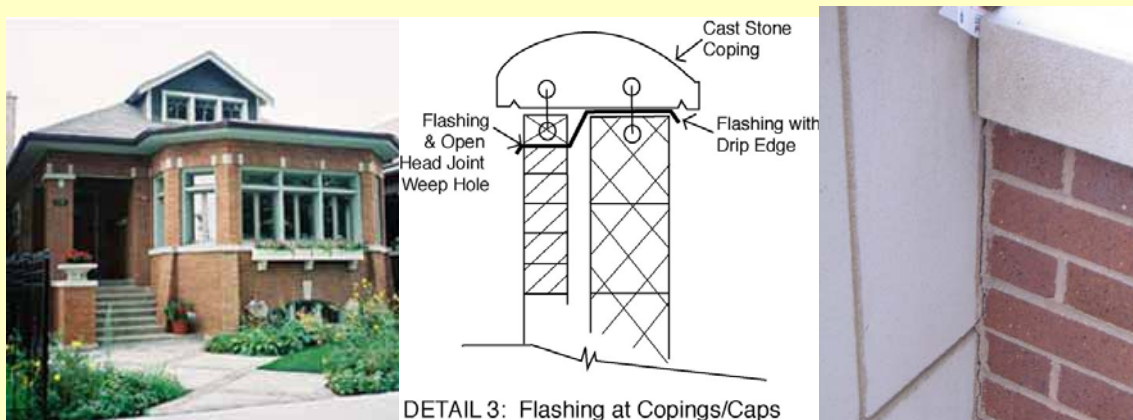 Cast Stone
Coping
Flashing
& Open
Head Joint
Weep Hole
Flashing with
Drip Edge
DETAIL 3: Flashing at Copings/Caps